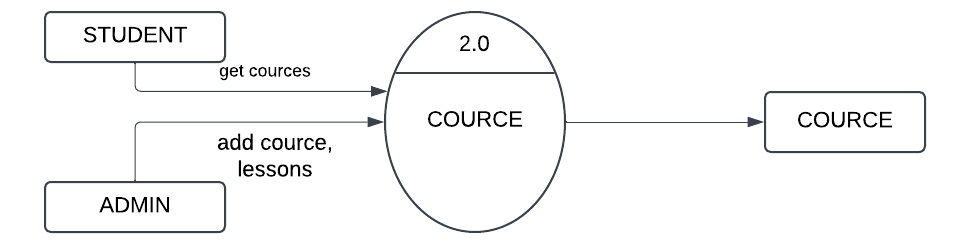 STUDENT
2.0
get cources
COURCE
COURCE
add cource,
lessons
ADMIN